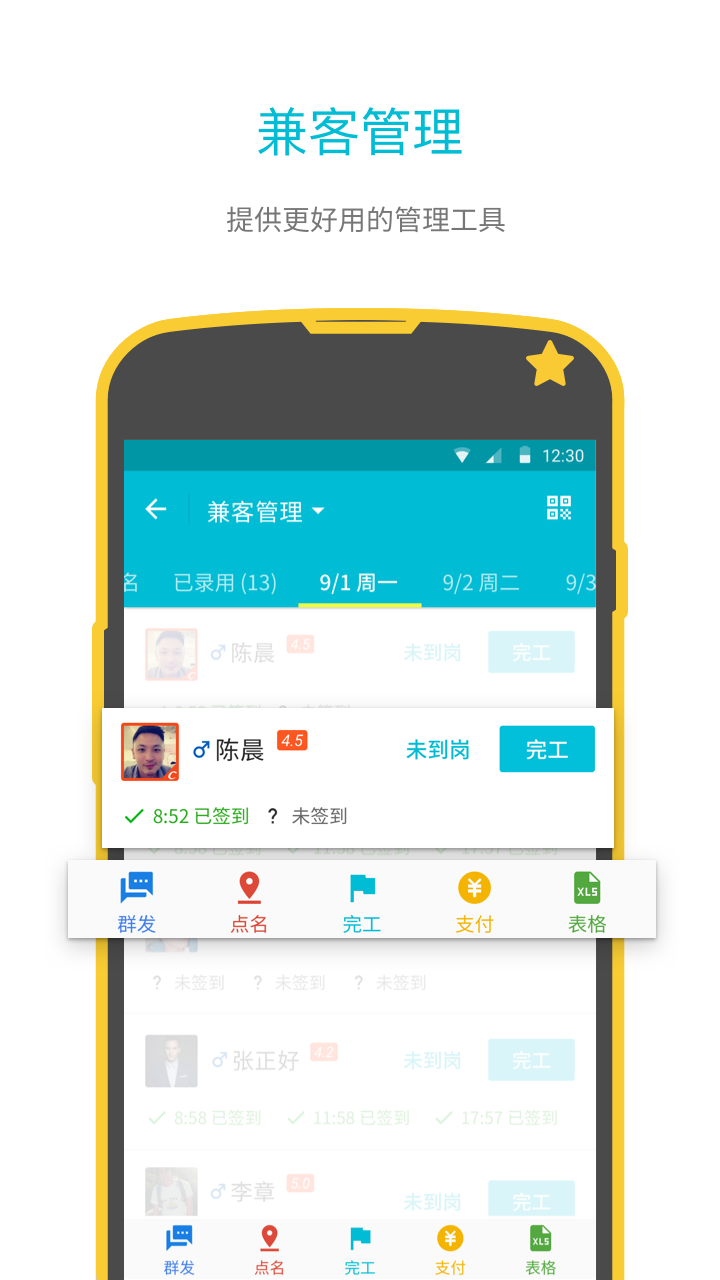 兼客管理
提供更好用的管理工具
12:30
兼客管理
名 已录用 (13) 9/1 周一 9/2 周二 9/3
陈晨 4.5 未到岗 完工
陈晨 4.5 未到岗 完工
8:52 已签到 ? 未签到
8:58 已签到 11:58 已签到 17:57 已签到
群发 点名 完工 支付 表格
XLS
? 未签到 ? 未签到 ? 未签到
张正好 4.2 未到岗 完工
8:58 已签到 11:58 已签到 17:57 已签到
李章 5.0 未到岗 完工
XLS
群发 点名 完工 支付 表格